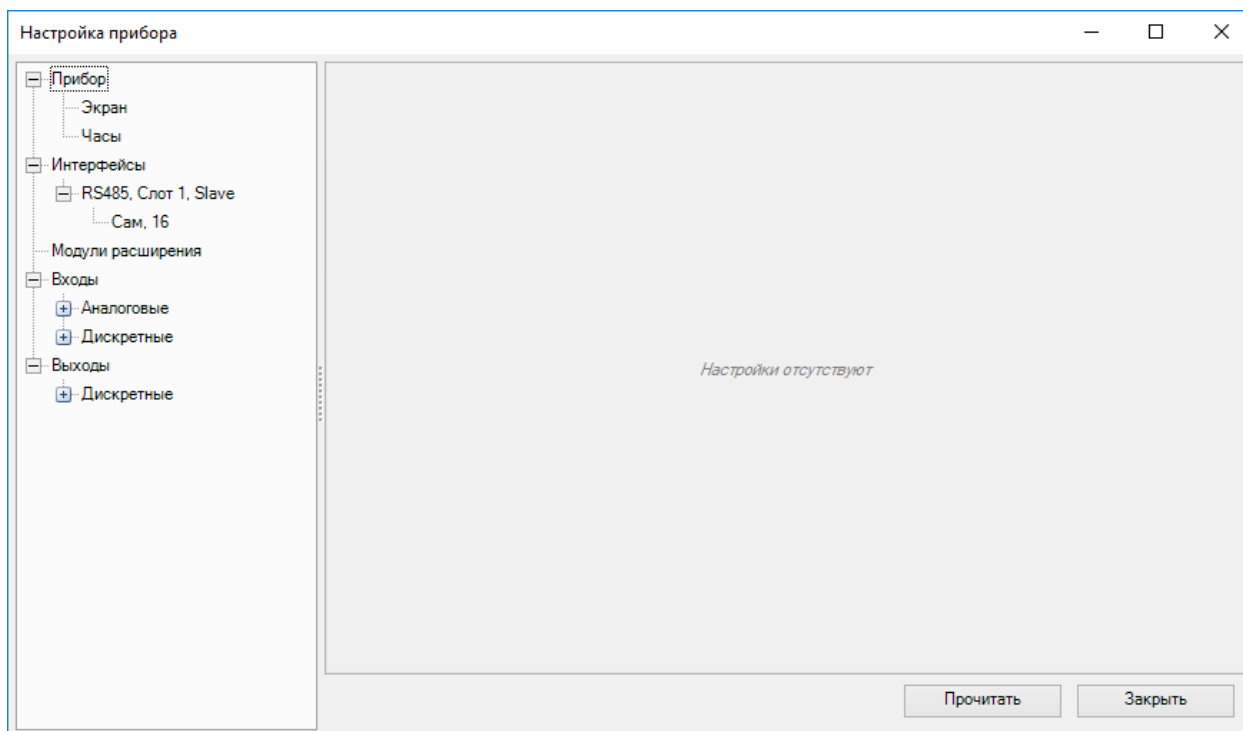 Настройка прибора
Прибор
Экран
Часы
Интерфейсы
RS485, Слот 1, Slave
Сам, 16
Модули расширения
Входы
Аналоговые
Дискретные
Выходы
Дискретные
Настройки отсутствуют
Прочитать
Закрыть